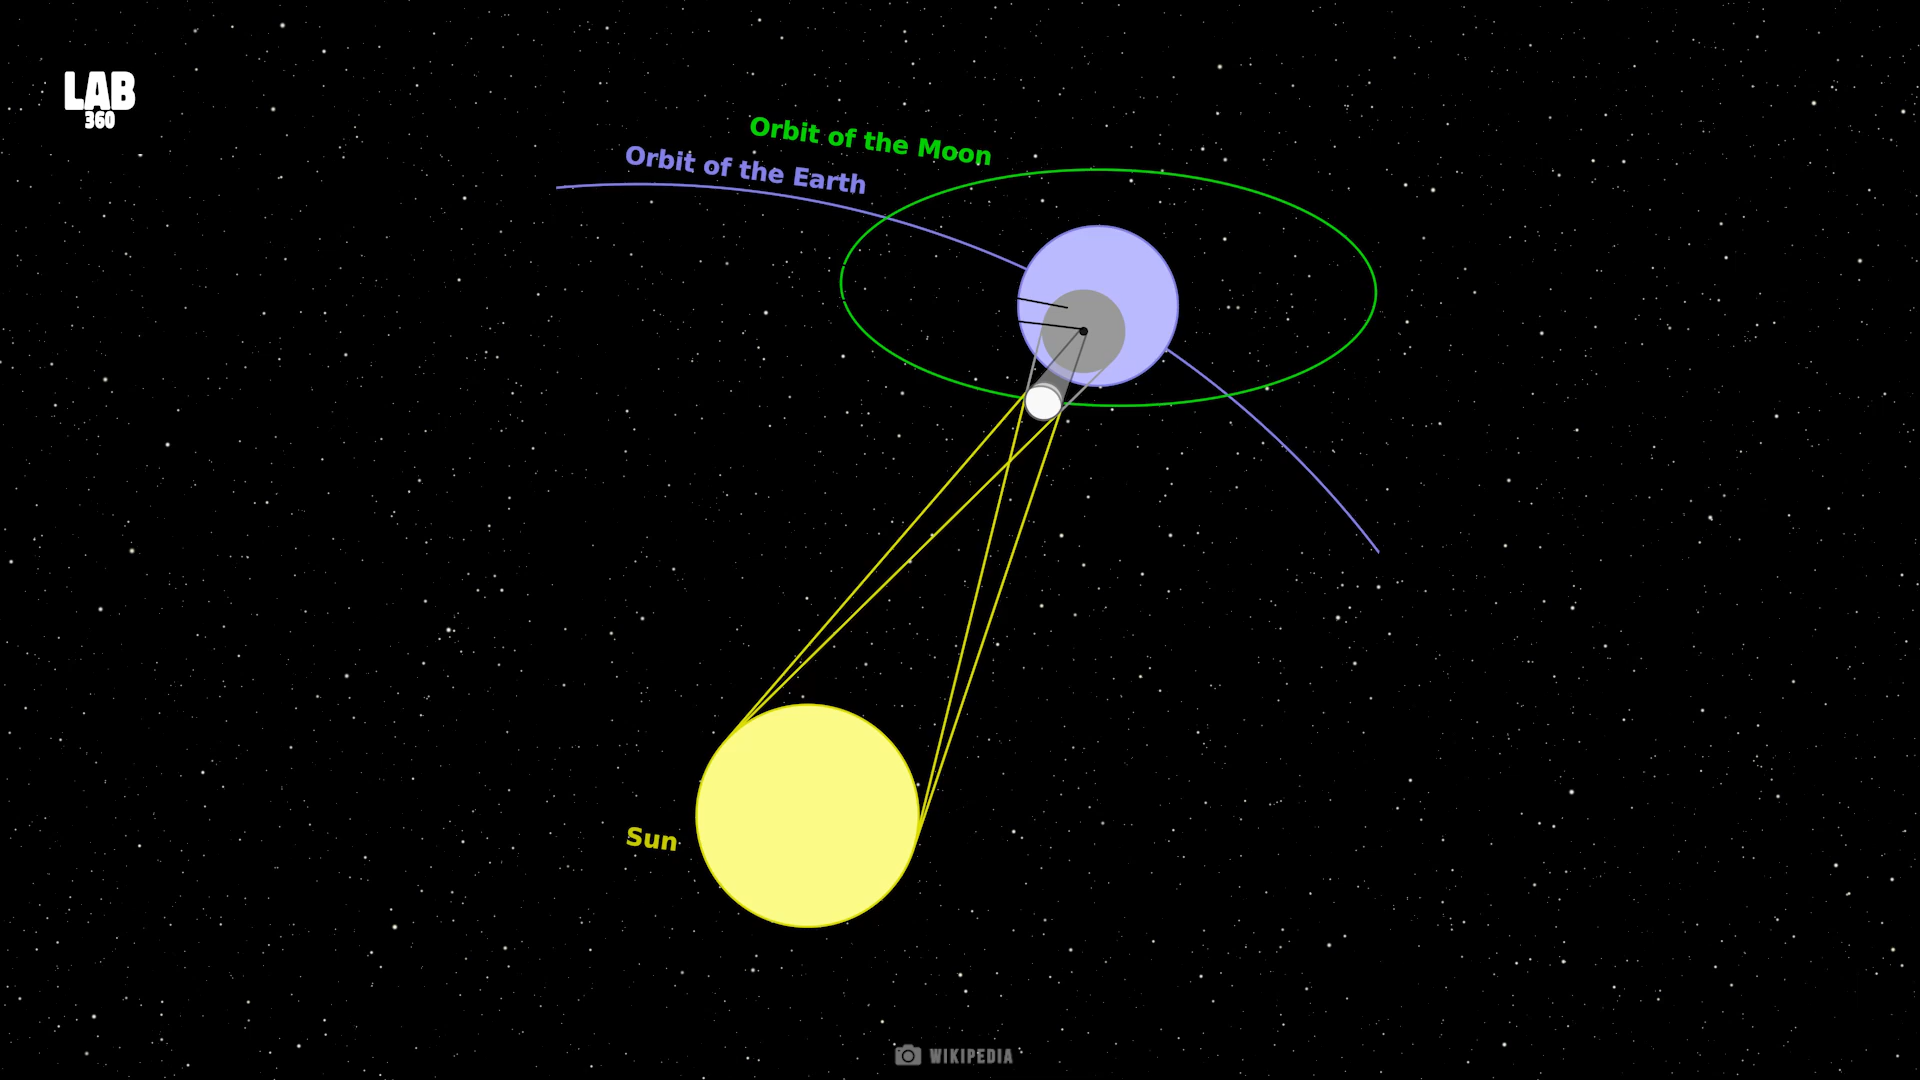 LAB
360
Orbit of the Moon
Orbit of the Earth
Sun
WIKIPEDIA